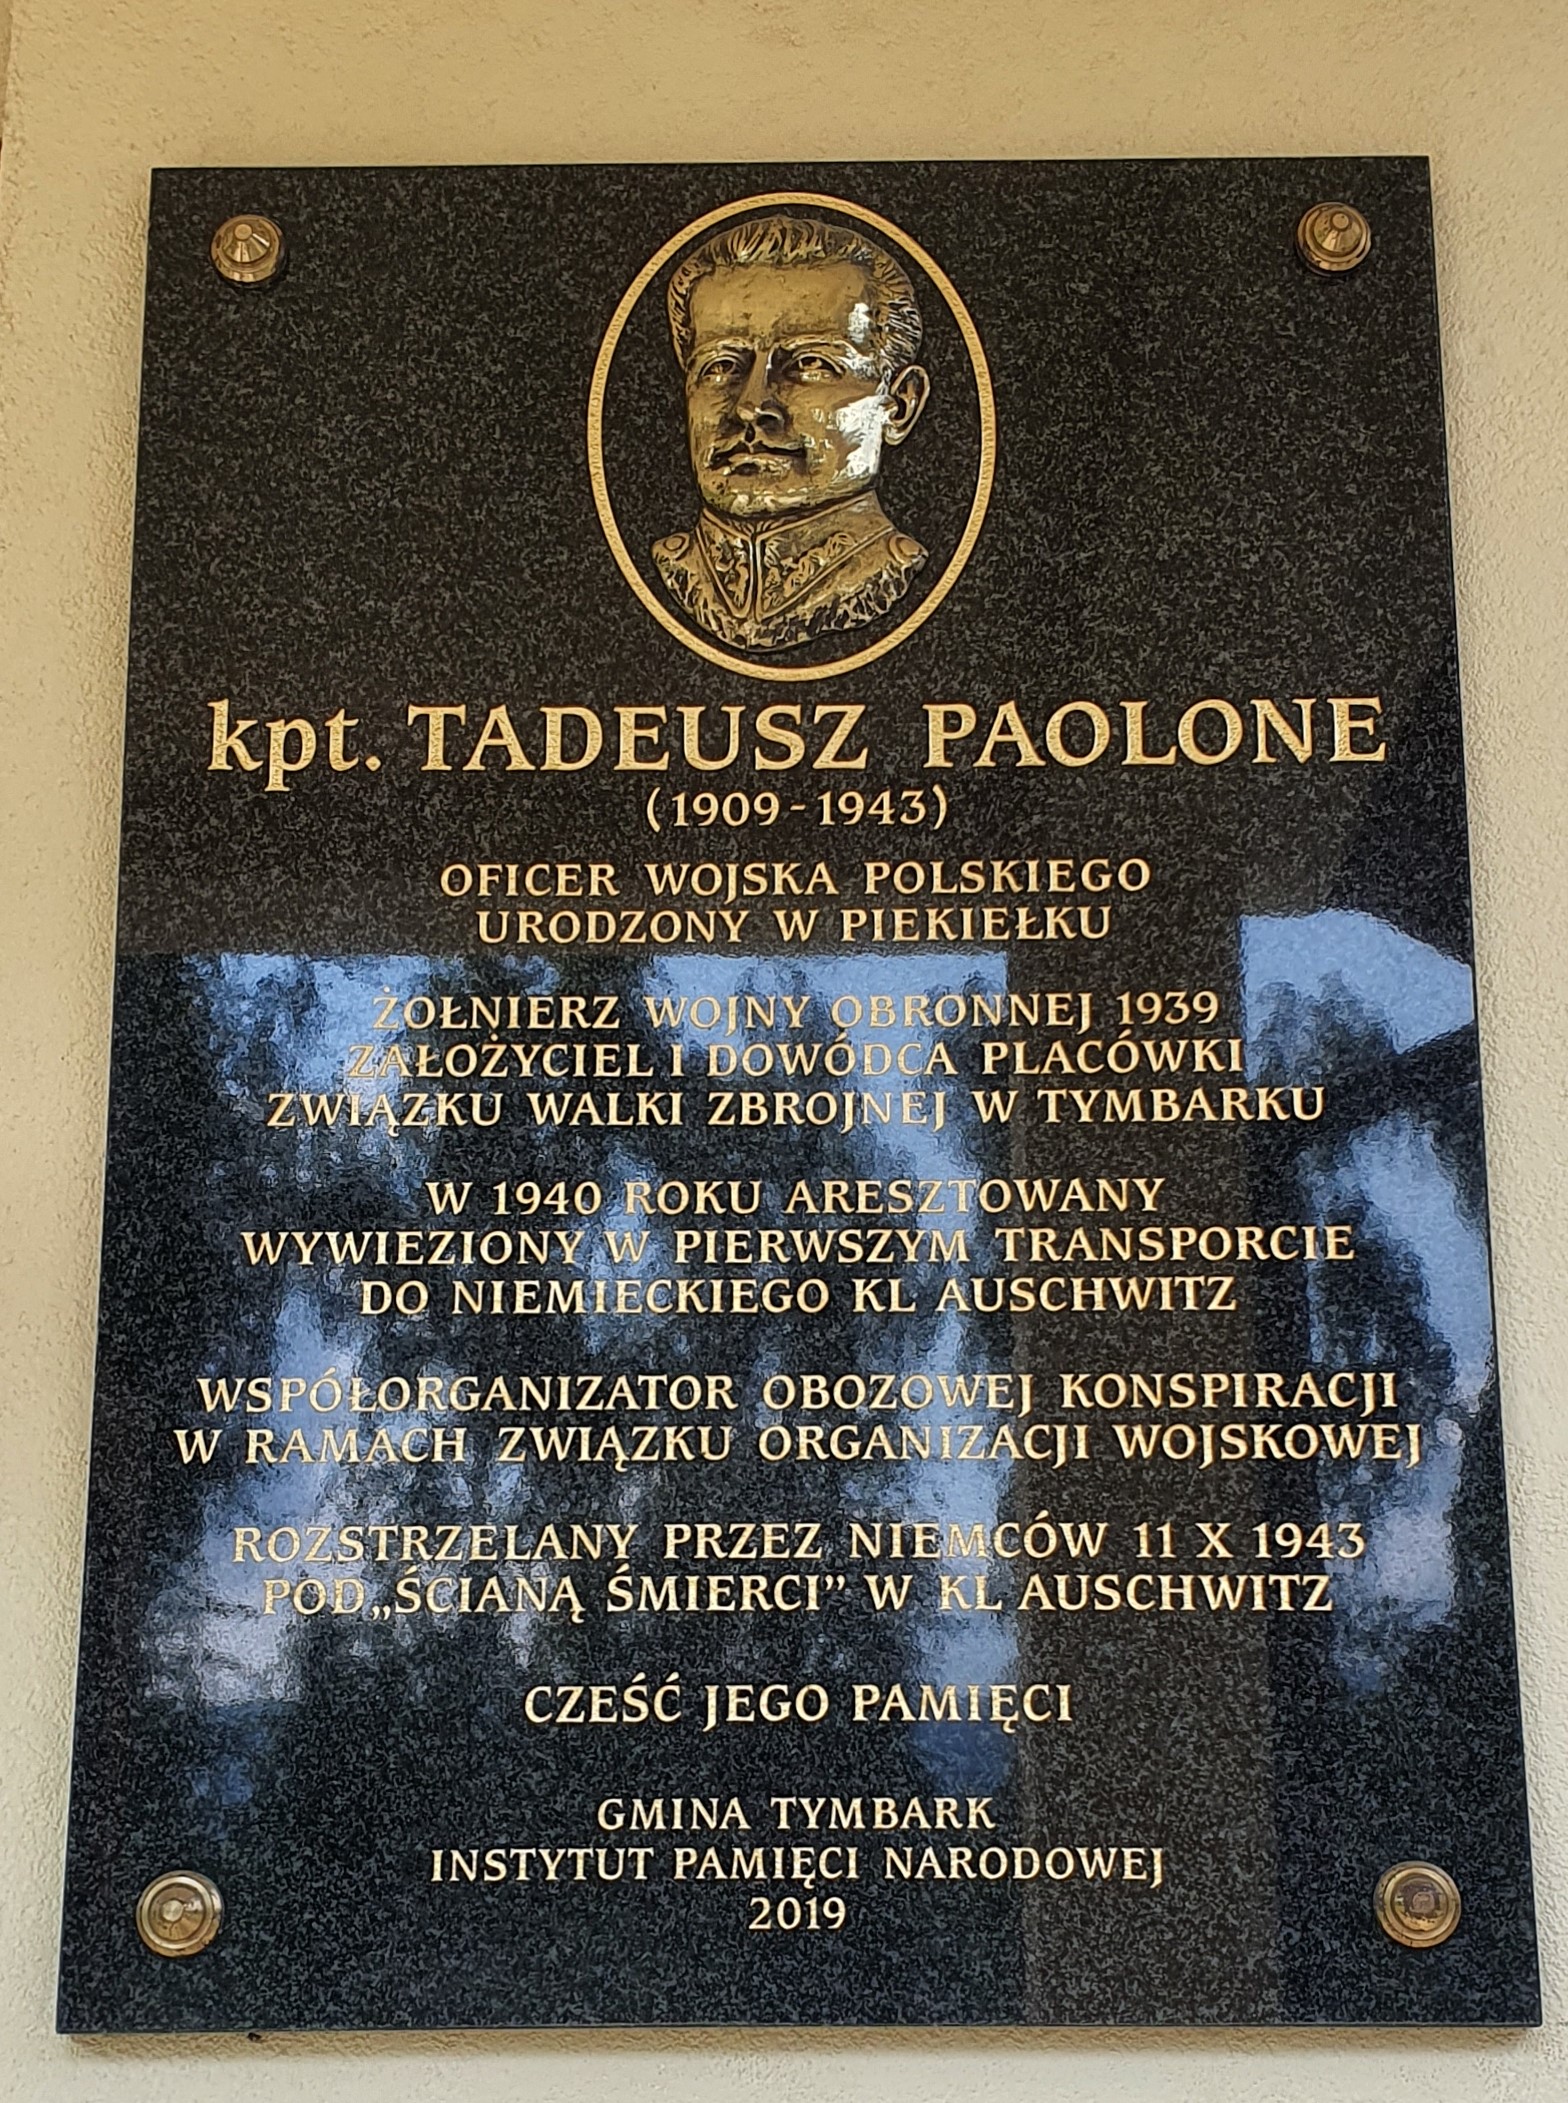 kpt. TADEUSZ PAOLONE
(1909-1943)
OFICER WOJSKA POLSKIEGO
URODZONY W PIEKIEŁKU
ŻOŁNIERZ WOJNY OBRONNEJ 1939
ZAŁOŻYCIEL I DOWÓDCA PLACÓWKI
ZWIĄZKU WALKI ZBROJNEJ W TYMBARKU
W 1940 ROKU ARESZTOWANY
WYWIEZIONY W PIERWSZYM TRANSPORCIE
DO NIEMIECKIEGO KL AUSCHWITZ
WSPÓŁORGANIZATOR OBOZOWEJ KONSPIRACJI
W RAMACH ZWIĄZKU ORGANIZACJI WOJSKOWEJ
ROZSTRZELANY PRZEZ NIEMCÓW 11 X 1943
POD „ŚCIANĄ ŚMIERCI” W KL AUSCHWITZ
CZEŚĆ JEGO PAMIĘCI
GMINA TYMBARK
INSTYTUT PAMIĘCI NARODOWEJ
2019